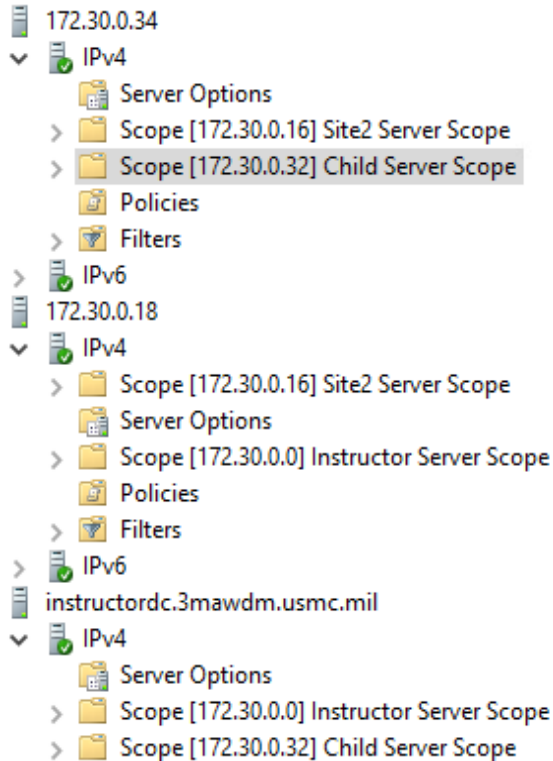 172.30.0.34
IPv4
Server Options
Scope [172.30.0.16] Site2 Server Scope
Scope [172.30.0.32] Child Server Scope
Policies
Filters
IPv6
172.30.0.18
IPv4
Scope [172.30.0.16] Site2 Server Scope
Server Options
Scope [172.30.0.0] Instructor Server Scope
Policies
Filters
IPv6
instructordc.3mawdm.usmc.mil
IPv4
Server Options
Scope [172.30.0.0] Instructor Server Scope
Scope [172.30.0.32] Child Server Scope